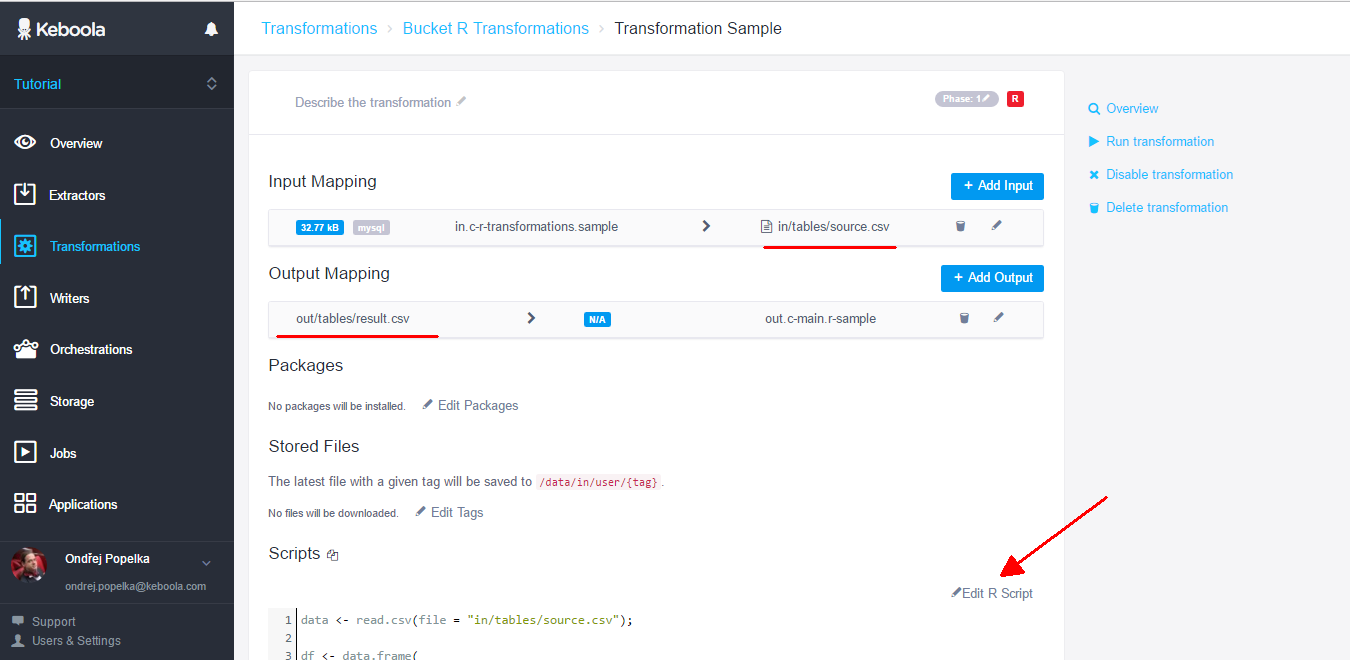 Keboola
Tutorial
Overview
Extractors
Transformations
Writers
Orchestrations
Storage
Jobs
Applications
Ondřej Popelka
ondrej.popelka@keboola.com
Support
Users & Settings
Transformations › Bucket R Transformations › Transformation Sample
Describe the transformation
Phase: 1 R
Input Mapping
+ Add Input
32.77 kB mysql in.c-r-transformations.sample in/tables/source.csv
Output Mapping
+ Add Output
out/tables/result.csv N/A out.c-main.r-sample
Packages
No packages will be installed. Edit Packages
Stored Files
The latest file with a given tag will be saved to /data/in/user/{tag}.
No files will be downloaded. Edit Tags
Scripts
Edit R Script
1 data <- read.csv(file = "in/tables/source.csv");
2
3 df <- data.frame(
Overview
Run transformation
Disable transformation
Delete transformation